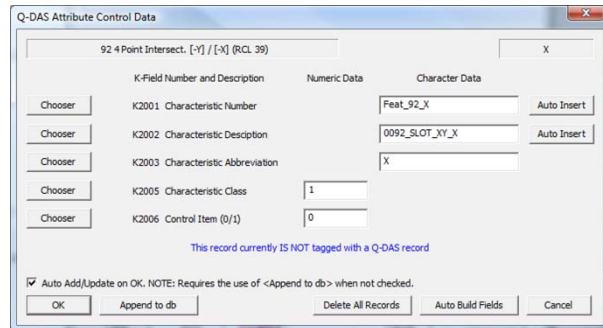 Q-DAS Attribute Control Data
92 4 Point Intersect. [-Y] / [-X] (RCL 39) X
K-Field Number and Description Numeric Data Character Data
Chooser K2001 Characteristic Number Feat_92_X Auto Insert
Chooser K2002 Characteristic Desciption 0092_SLOT_XY_X Auto Insert
Chooser K2003 Characteristic Abbreviation X
Chooser K2005 Characteristic Class 1
Chooser K2006 Control Item (0/1) 0
This record currently IS NOT tagged with a Q-DAS record
Auto Add/Update on OK. NOTE: Requires the use of <Append to db> when not checked.
OK Append to db Delete All Records Auto Build Fields Cancel